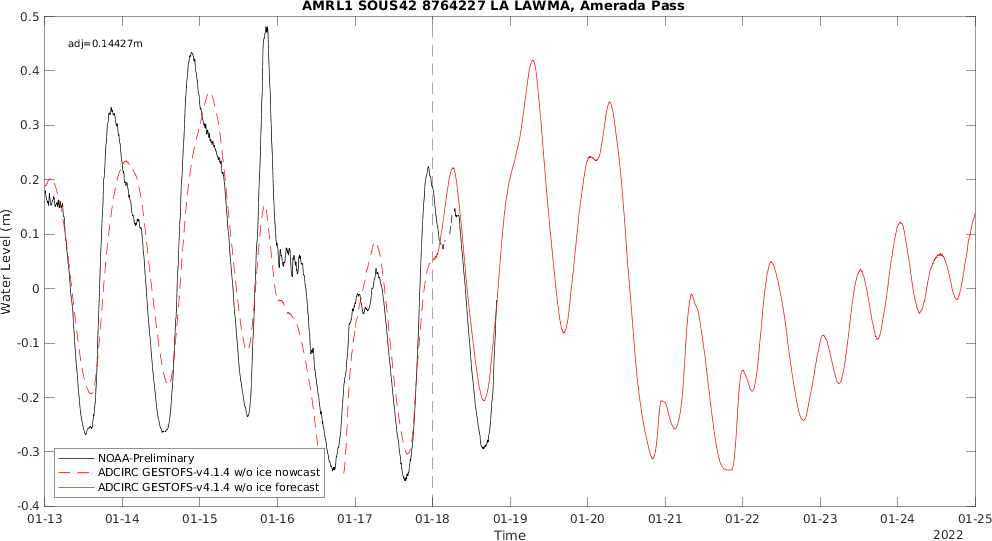 AMRL1 SOUS42 8764227 LA LAWMA, Amerada Pass
adj=0.14427m
0.5
0.4
0.3
0.2
0.1
0
-0.1
-0.2
-0.3
-0.4
Water Level (m)
NOAA-Preliminary
ADCIRC GESTOFS-v4.1.4 w/o ice nowcast
ADCIRC GESTOFS-v4.1.4 w/o ice forecast
01-13 01-14 01-15 01-16 01-17 01-18 01-19 01-20 01-21 01-22 01-23 01-24 01-25
Time
2022